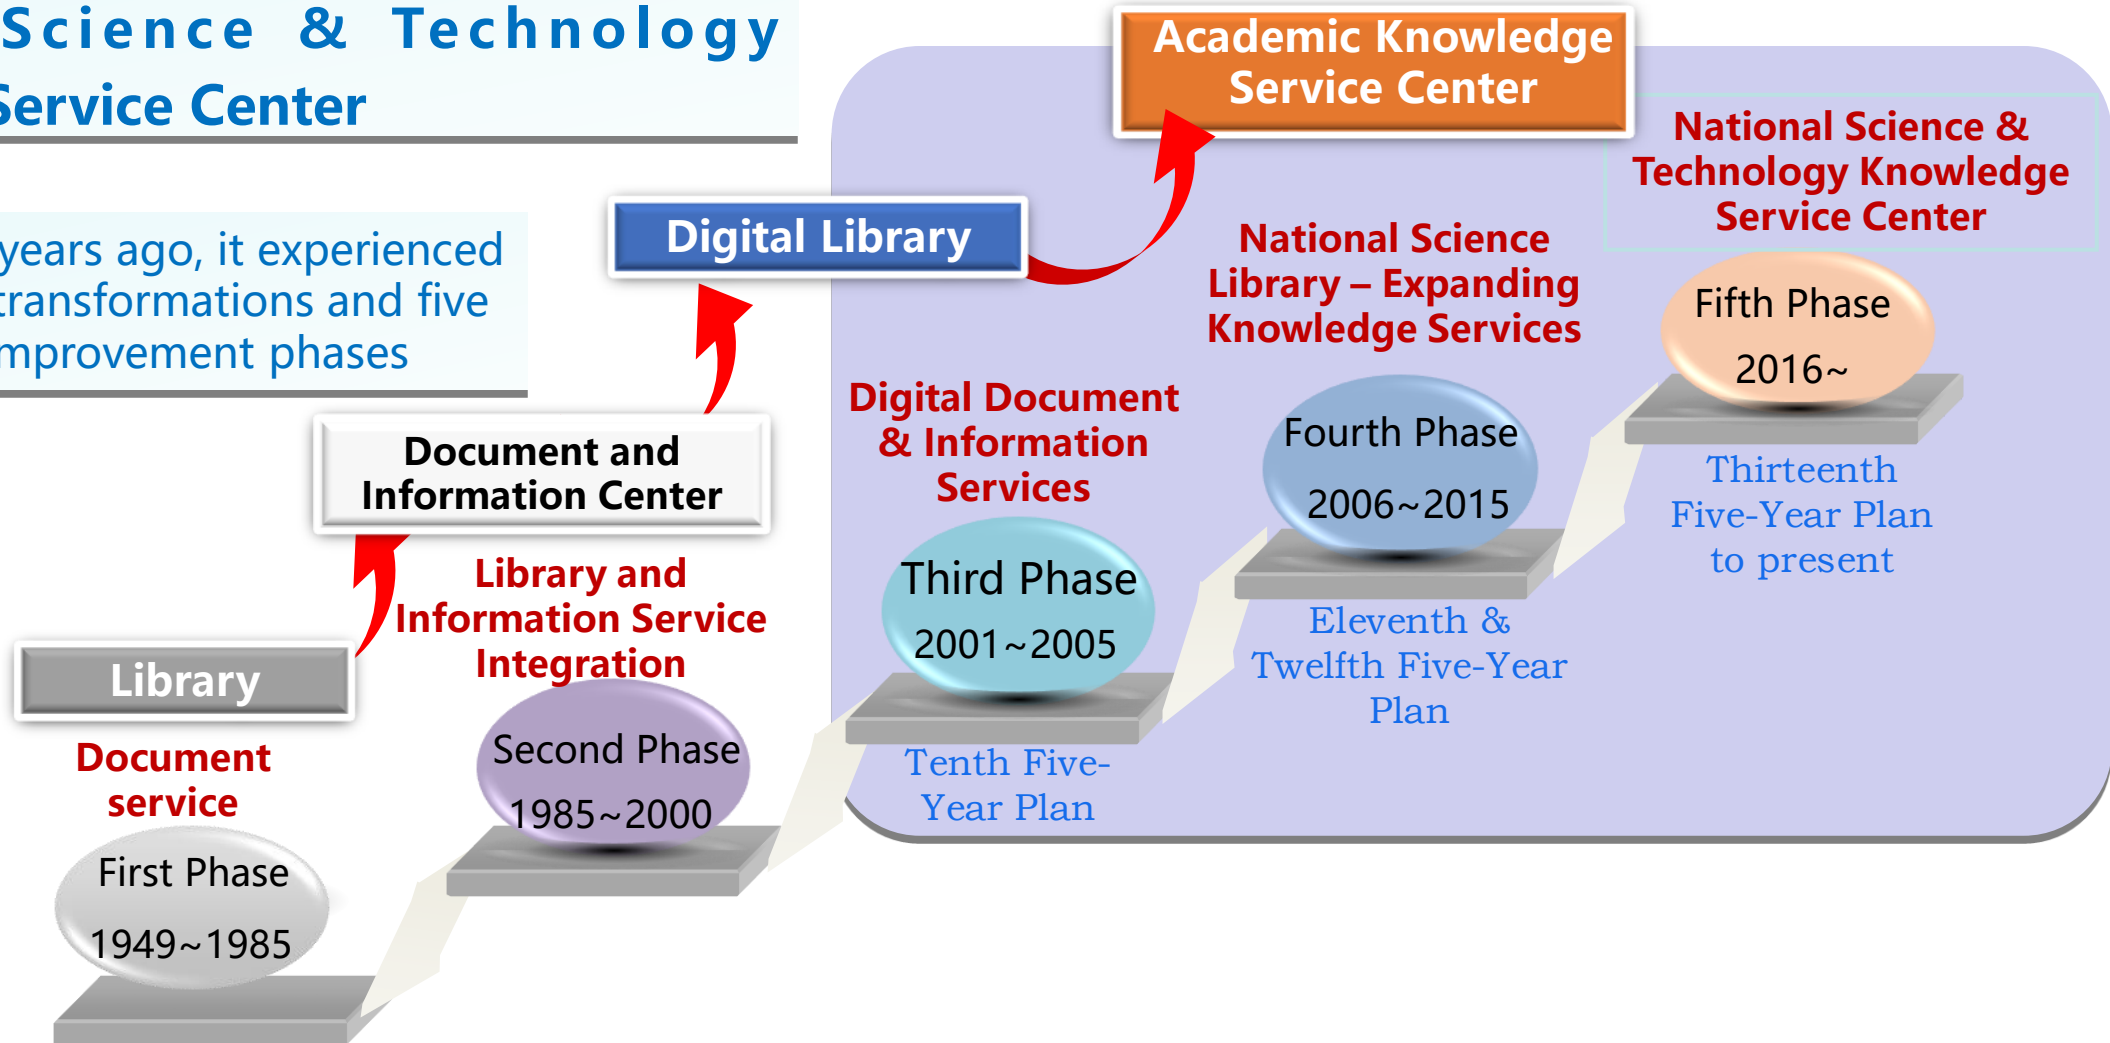 Science & Technology
Service Center
years ago, it experienced
transformations and five
improvement phases
Academic Knowledge
Service Center
Digital Library
Document and
Information Center
Library
National Science &
Technology Knowledge
Service Center
National Science
Library – Expanding
Knowledge Services
Digital Document
& Information
Services
Library and
Information Service
Integration
Document
service
First Phase
1949~1985
Second Phase
1985~2000
Third Phase
2001~2005
Tenth Five-
Year Plan
Fourth Phase
2006~2015
Eleventh &
Twelfth Five-Year
Plan
Fifth Phase
2016~
Thirteenth
Five-Year Plan
to present